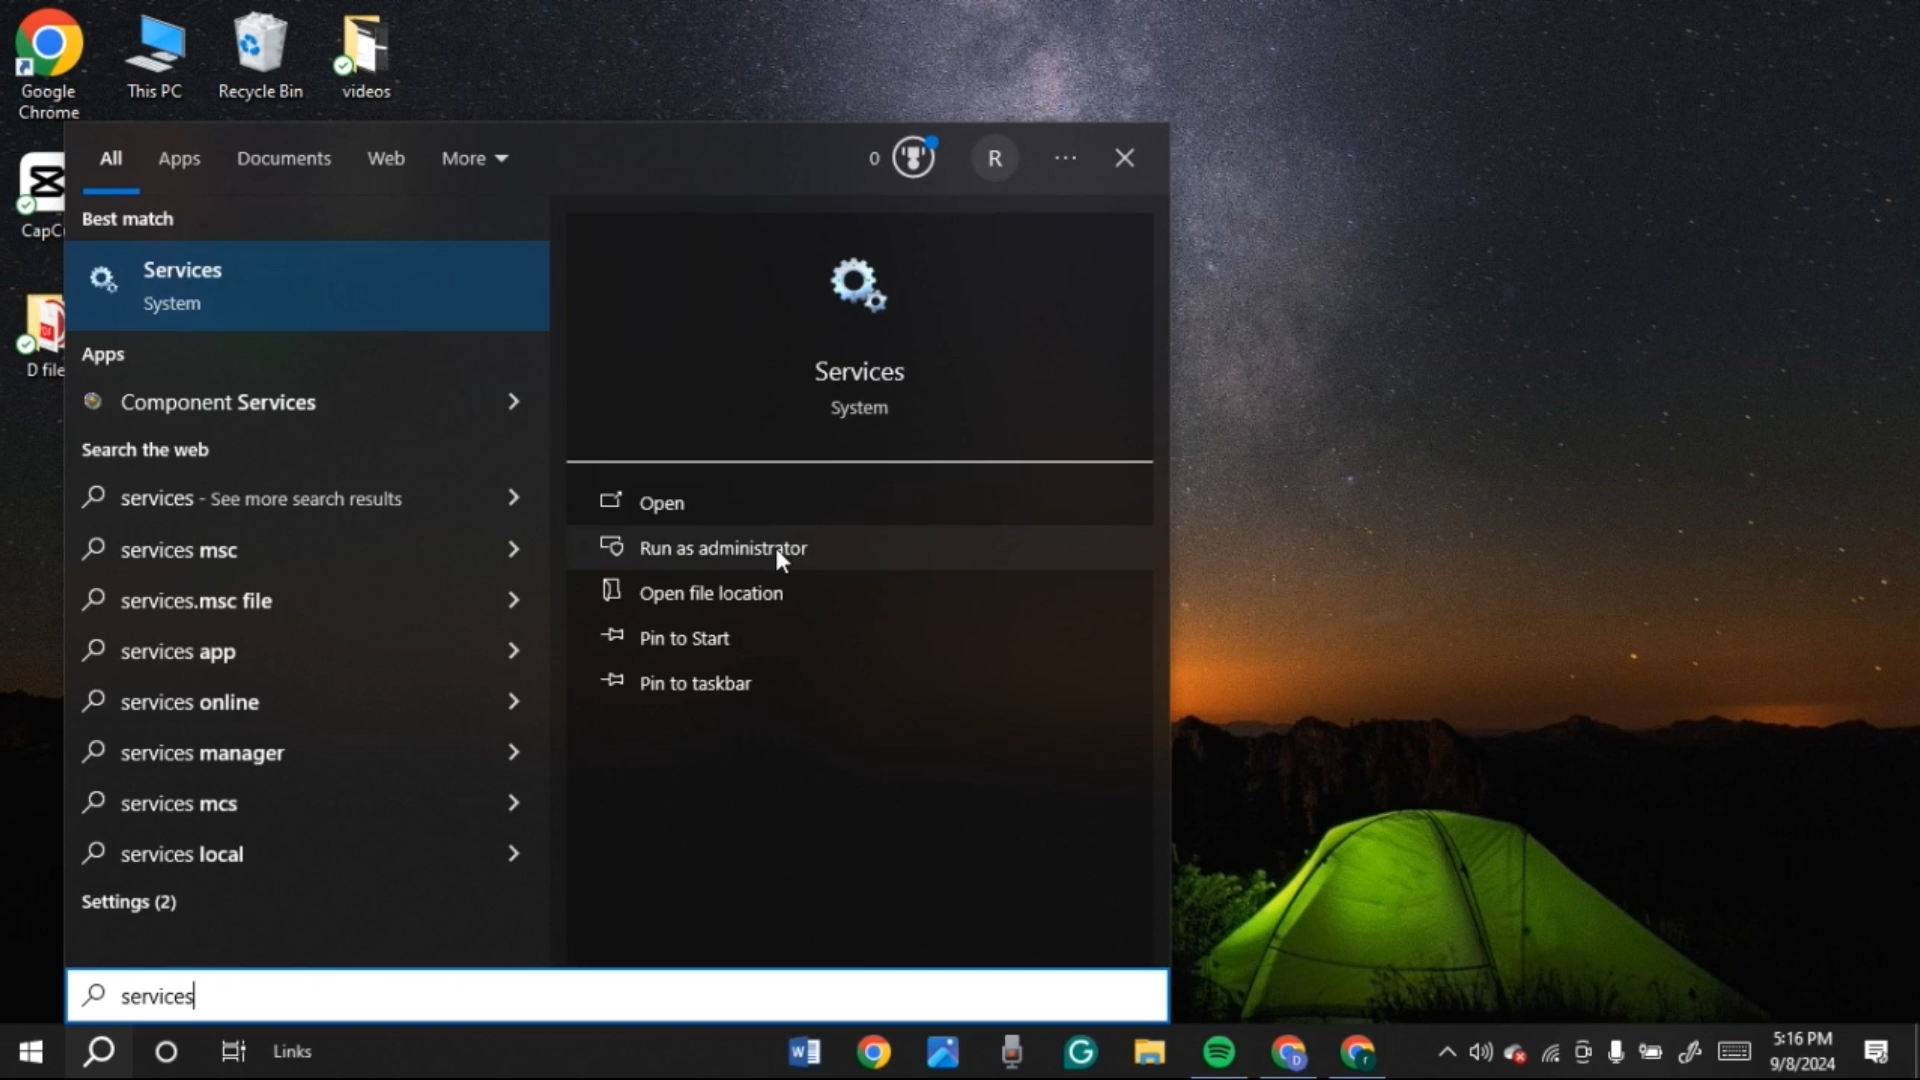 Google
Chrome
This PC
Recycle Bin
videos
CapC
D file
All
Apps
Documents
Web
More
0
R
Best match
Services
System
Apps
Component Services
Search the web
services - See more search results
services msc
services.msc file
services app
services online
services manager
services mcs
services local
Settings (2)
Services
System
Open
Run as administrator
Open file location
Pin to Start
Pin to taskbar
services
Links
5:16 PM
9/8/2024